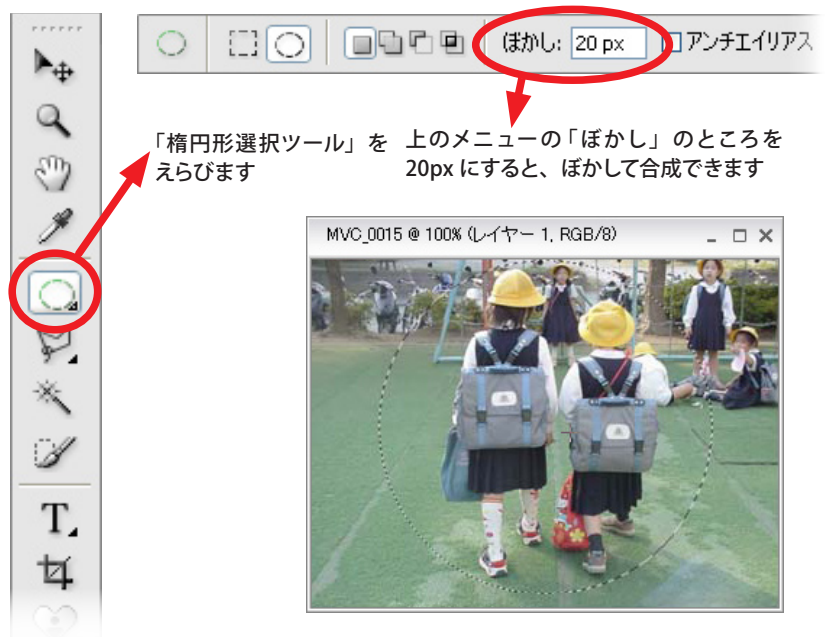 ぼかし: 20 px アンチエイリアス
「楕円形選択ツール」を
えらびます
上のメニューの「ぼかし」のところを
20px にすると、ぼかして合成できます
MVC_0015 @ 100% (レイヤー 1, RGB/8)
T